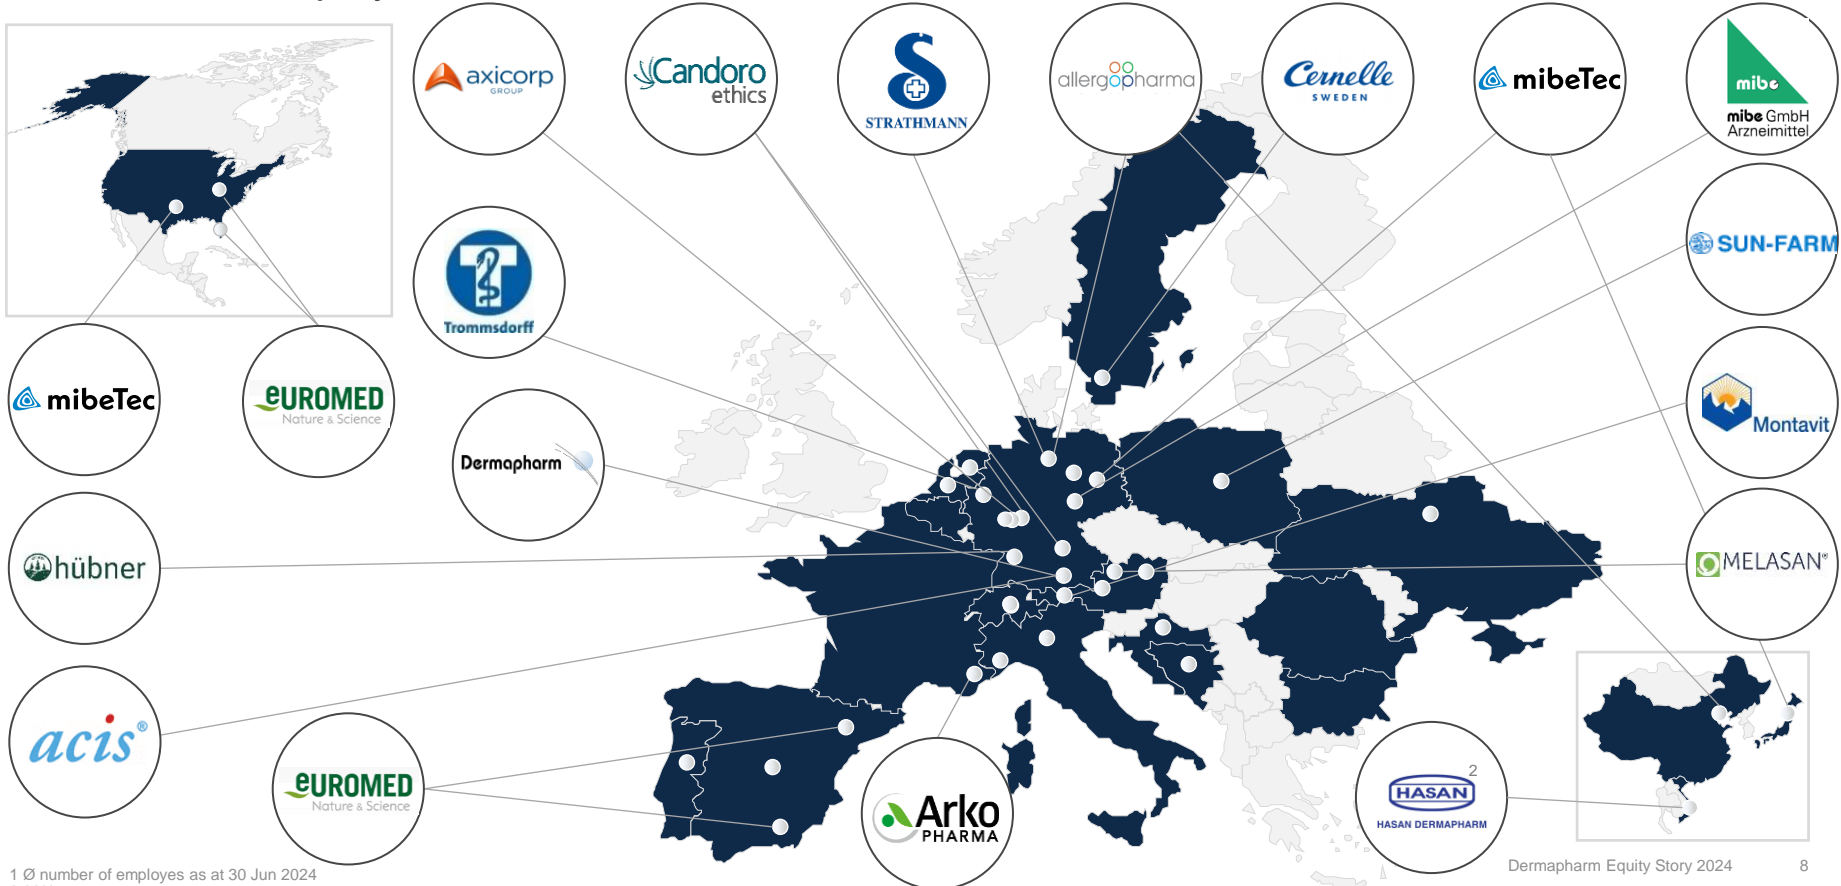 axicorp
GROUP
Candoro
ethics
STRATHMANN
allergopharma
Cernelle
SWEDEN
mibeTec
mibe
mibe GmbH
Arzneimittel
Trommsdorff
SUN-FARM
mibeTec
EUROMED
Nature & Science
Dermapharm
Montavit
hübner
MELASAN®
acis®
EUROMED
Nature & Science
Arko
PHARMA
2
HASAN
HASAN DERMAPHARM
1 Ø number of employes as at 30 Jun 2024
Dermapharm Equity Story 2024 8